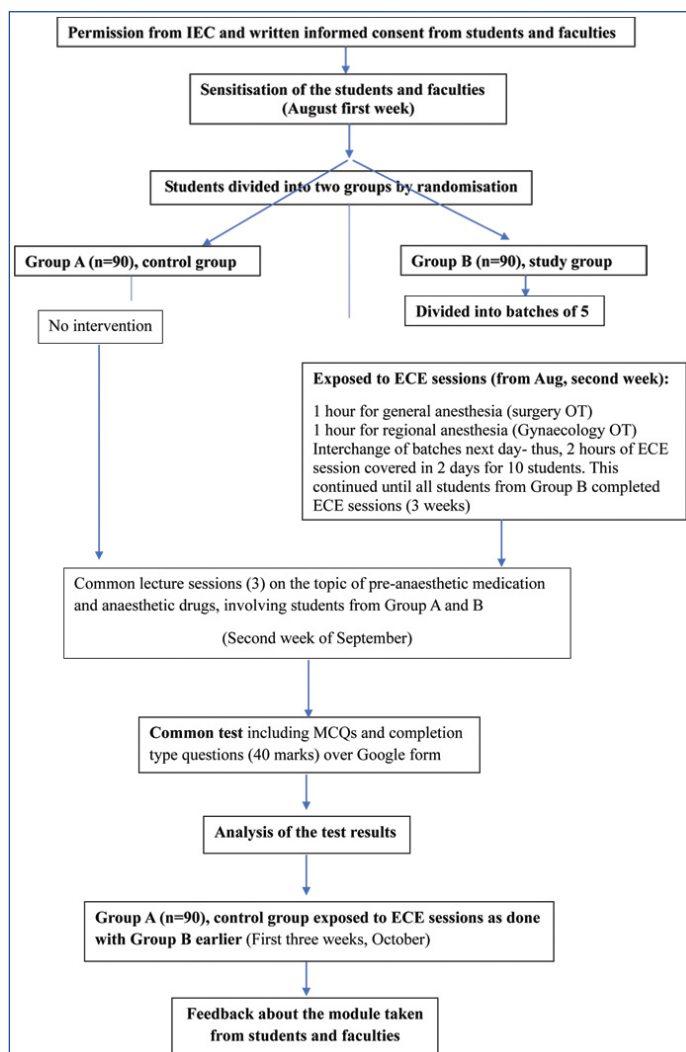 Permission from IEC and written informed consent from students and faculties
Sensitisation of the students and faculties
(August first week)
Students divided into two groups by randomisation
Group A (n=90), control group
Group B (n=90), study group
Divided into batches of 5
No intervention
Exposed to ECE sessions (from Aug, second week):
1 hour for general anesthesia (surgery OT)
1 hour for regional anesthesia (Gynaecology OT)
Interchange of batches next day- thus, 2 hours of ECE
session covered in 2 days for 10 students. This
continued until all students from Group B completed
ECE sessions (3 weeks)
Common lecture sessions (3) on the topic of pre-anaesthetic medication
and anaesthetic drugs, involving students from Group A and B
(Second week of September)
Common test including MCQs and completion
type questions (40 marks) over Google form
Analysis of the test results
Group A (n=90), control group exposed to ECE sessions as done
with Group B earlier (First three weeks, October)
Feedback about the module taken
from students and faculties